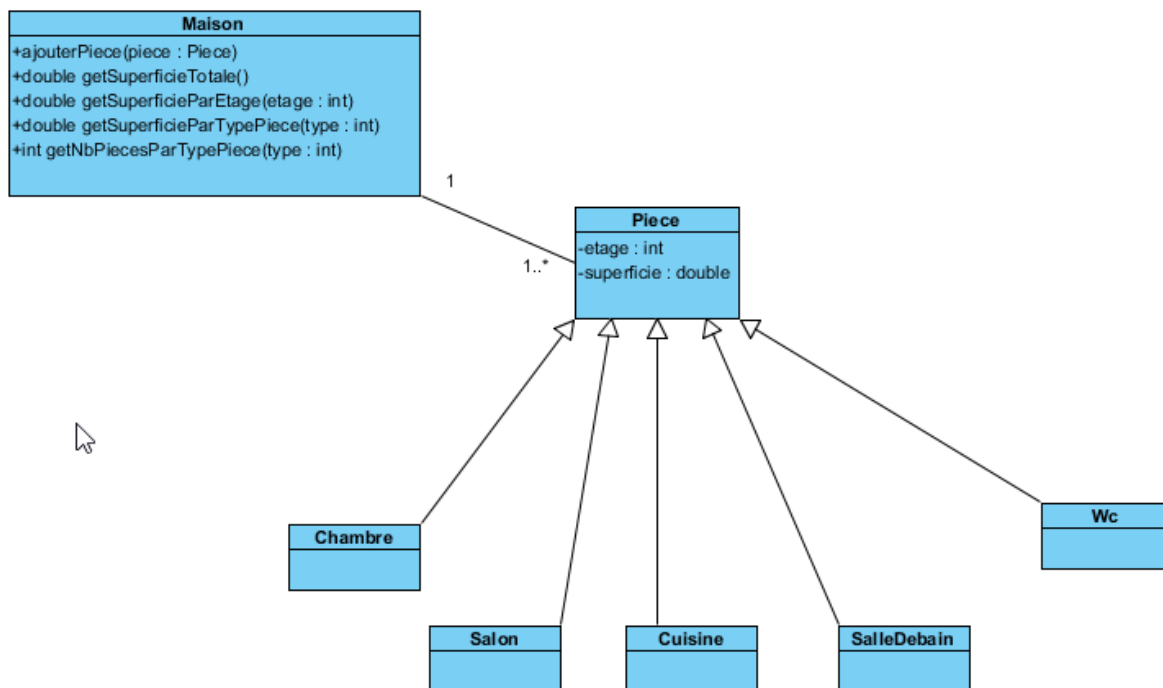 Maison
+ajouterPiece(piece : Piece)
+double getSuperficieTotale()
+double getSuperficieParEtage(etage : int)
+double getSuperficieParTypePiece(type : int)
+int getNbPiecesParTypePiece(type : int)
1
1..*
Piece
-etage : int
-superficie : double
Chambre
Wc
Salon
Cuisine
SalleDebain